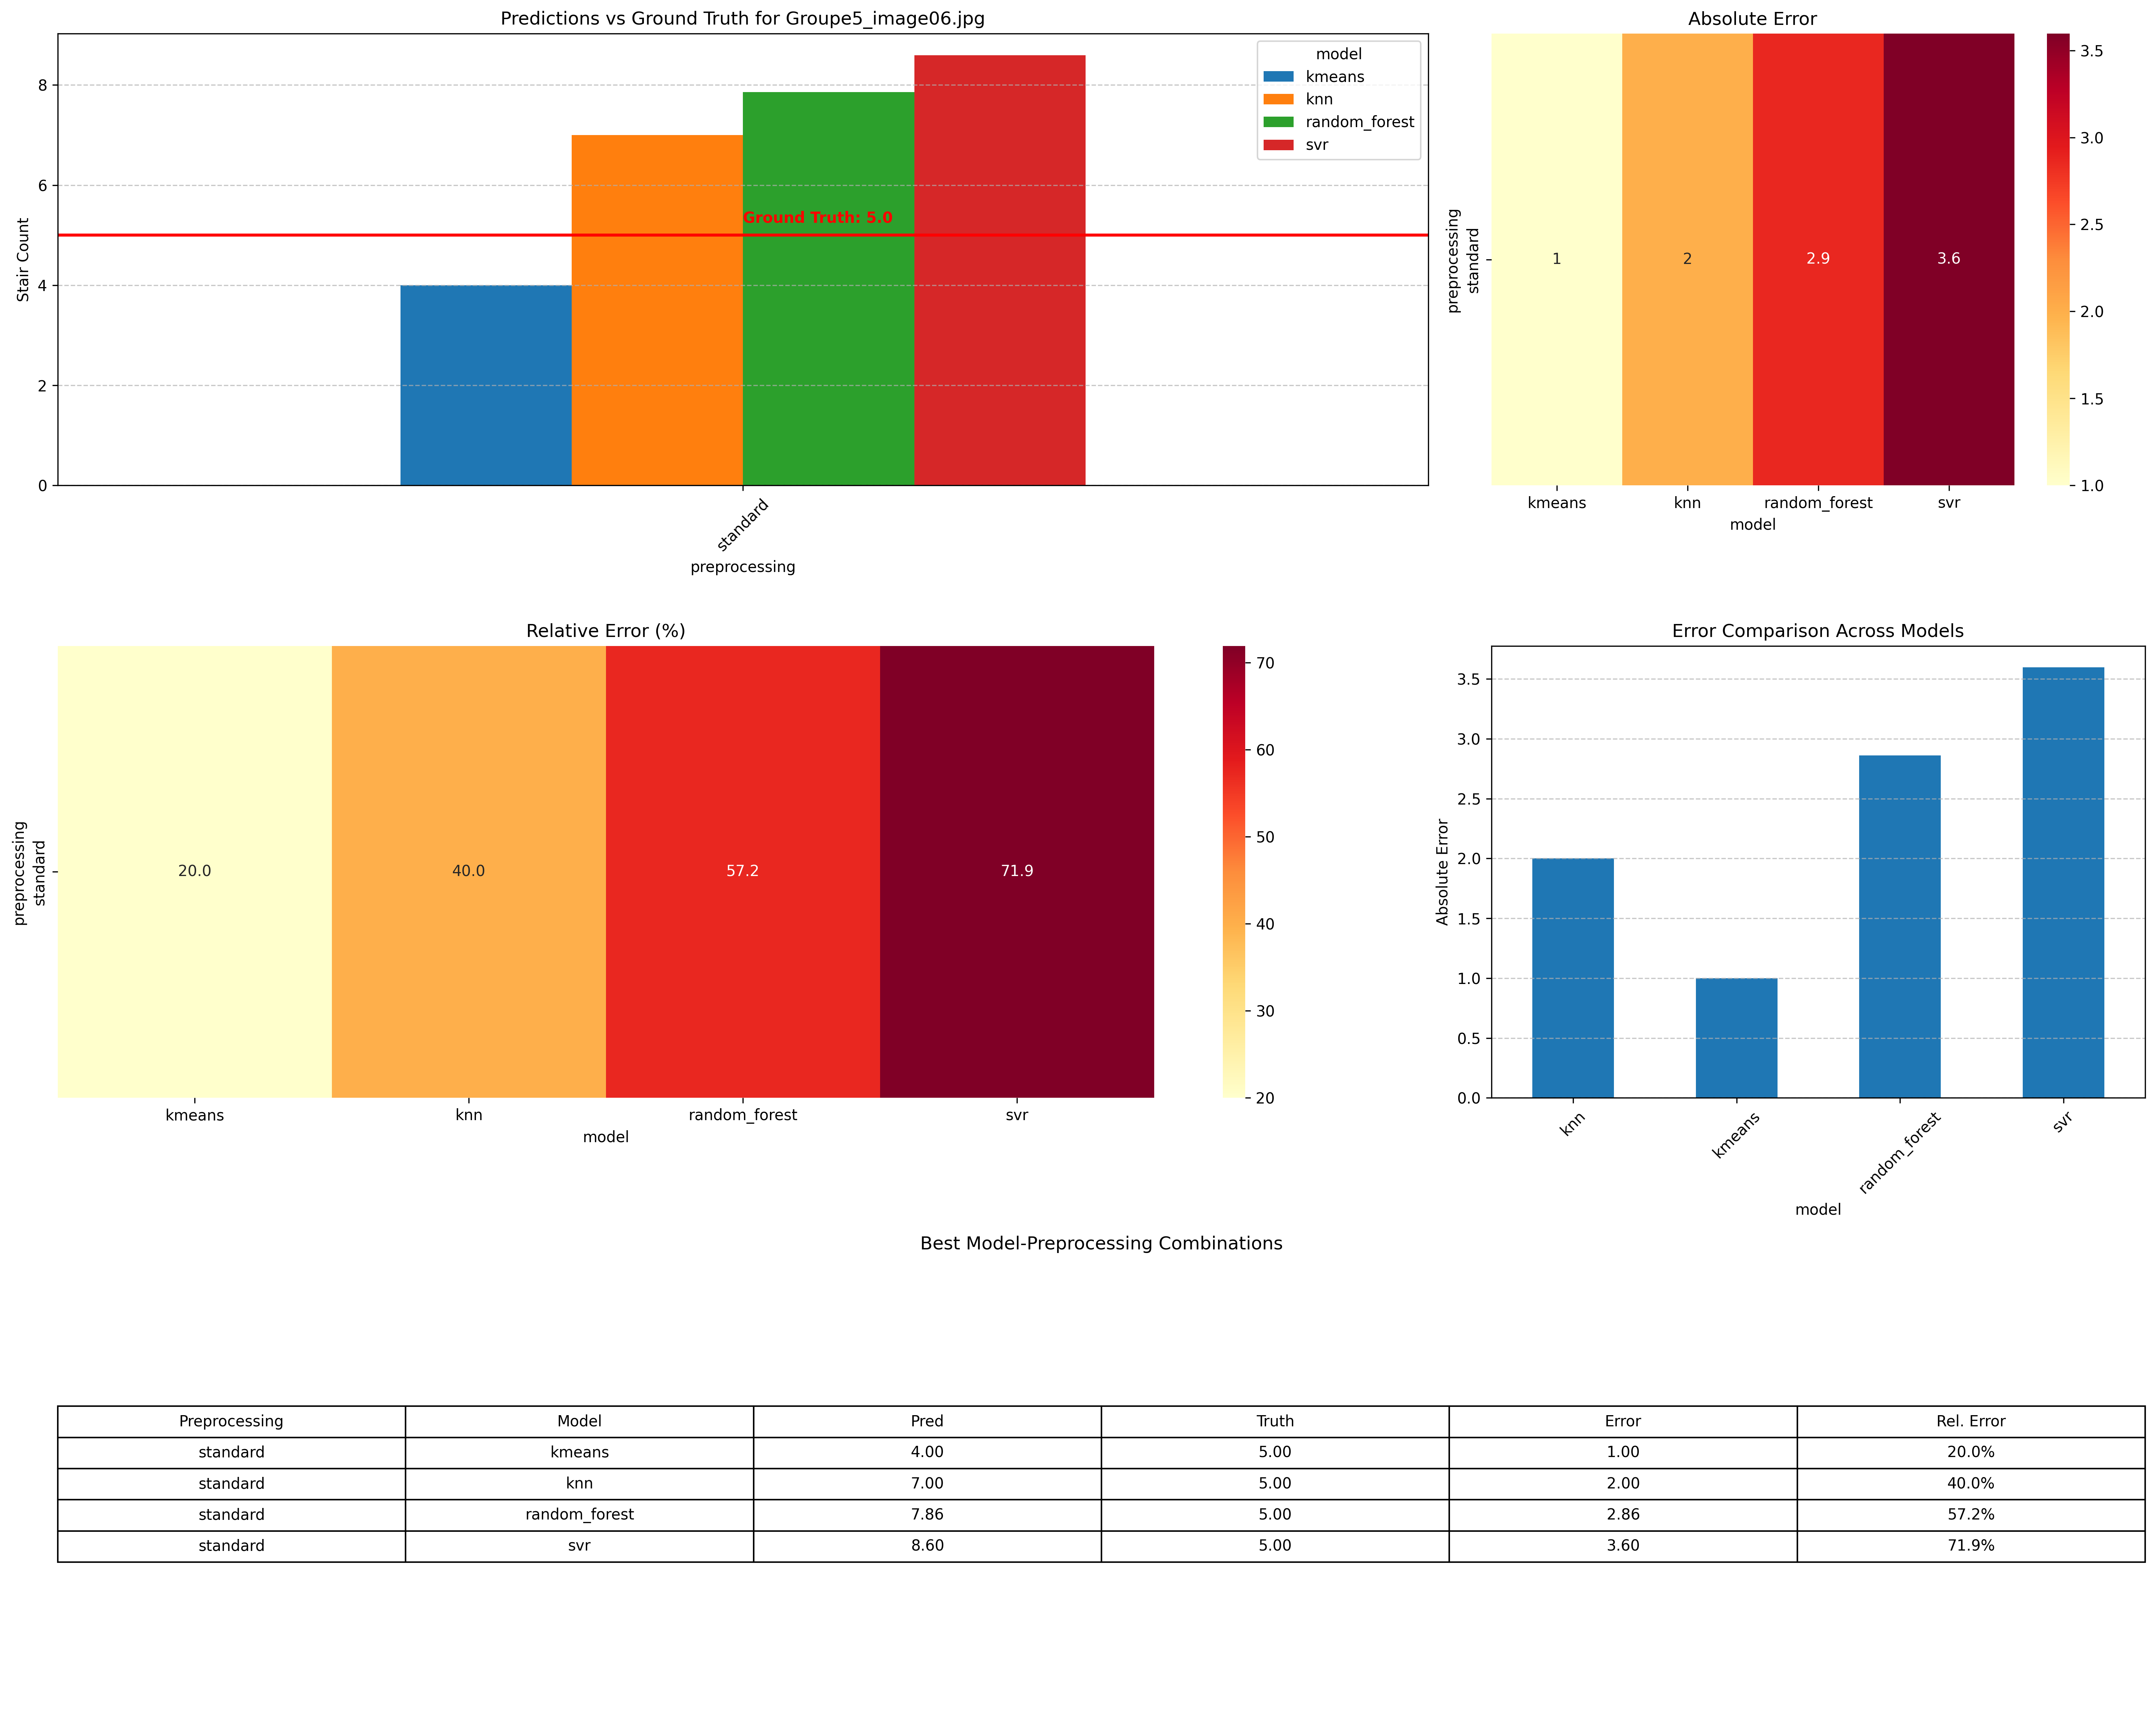 Predictions vs Ground Truth for Groupe5_image06.jpg
Stair Count
8
6
4
2
0
Ground Truth: 5.0
model
kmeans
knn
random_forest
svr
standard
preprocessing
Absolute Error
preprocessing
standard
1 2 2.9 3.6
kmeans knn random_forest svr
model
3.5
3.0
2.5
2.0
1.5
1.0
Relative Error (%)
preprocessing
standard
20.0 40.0 57.2 71.9
kmeans knn random_forest svr
model
70
60
50
40
30
20
Error Comparison Across Models
Absolute Error
3.5
3.0
2.5
2.0
1.5
1.0
0.5
0.0
knn kmeans random_forest svr
model
Best Model-Preprocessing Combinations
Preprocessing Model Pred Truth Error Rel. Error
standard kmeans 4.00 5.00 1.00 20.0%
standard knn 7.00 5.00 2.00 40.0%
standard random_forest 7.86 5.00 2.86 57.2%
standard svr 8.60 5.00 3.60 71.9%